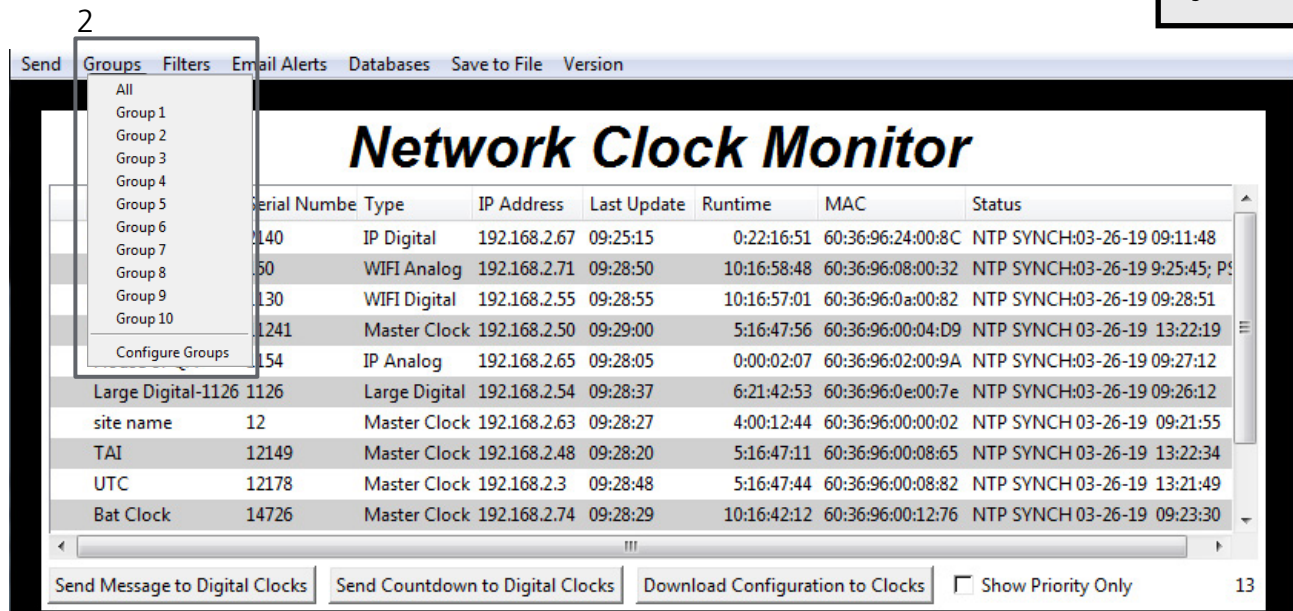 2
Send Groups Filters Email Alerts Databases Save to File Version
All
Group 1
Group 2
Group 3
Group 4
Group 5
Group 6
Group 7
Group 8
Group 9
Group 10
Configure Groups
Network Clock Monitor
Serial Numbe Type IP Address Last Update Runtime MAC Status
2140 IP Digital 192.168.2.67 09:25:15 0:22:16:51 60:36:96:24:00:8C NTP SYNCH:03-26-19 09:11:48
50 WIFI Analog 192.168.2.71 09:28:50 10:16:58:48 60:36:96:08:00:32 NTP SYNCH:03-26-19 9:25:45; PS
130 WIFI Digital 192.168.2.55 09:28:55 10:16:57:01 60:36:96:0a:00:82 NTP SYNCH:03-26-19 09:28:51
1241 Master Clock 192.168.2.50 09:29:00 5:16:47:56 60:36:96:00:04:D9 NTP SYNCH 03-26-19 13:22:19
154 IP Analog 192.168.2.65 09:28:05 0:00:02:07 60:36:96:02:00:9A NTP SYNCH:03-26-19 09:27:12
Large Digital-1126 1126 Large Digital 192.168.2.54 09:28:37 6:21:42:53 60:36:96:0e:00:7e NTP SYNCH:03-26-19 09:26:12
site name 12 Master Clock 192.168.2.63 09:28:27 4:00:12:44 60:36:96:00:00:02 NTP SYNCH 03-26-19 09:21:55
TAI 12149 Master Clock 192.168.2.48 09:28:20 5:16:47:11 60:36:96:00:08:65 NTP SYNCH 03-26-19 13:22:34
UTC 12178 Master Clock 192.168.2.3 09:28:48 5:16:47:44 60:36:96:00:08:82 NTP SYNCH 03-26-19 13:21:49
Bat Clock 14726 Master Clock 192.168.2.74 09:28:29 10:16:42:12 60:36:96:00:12:76 NTP SYNCH 03-26-19 09:23:30
Send Message to Digital Clocks Send Countdown to Digital Clocks Download Configuration to Clocks Show Priority Only 13